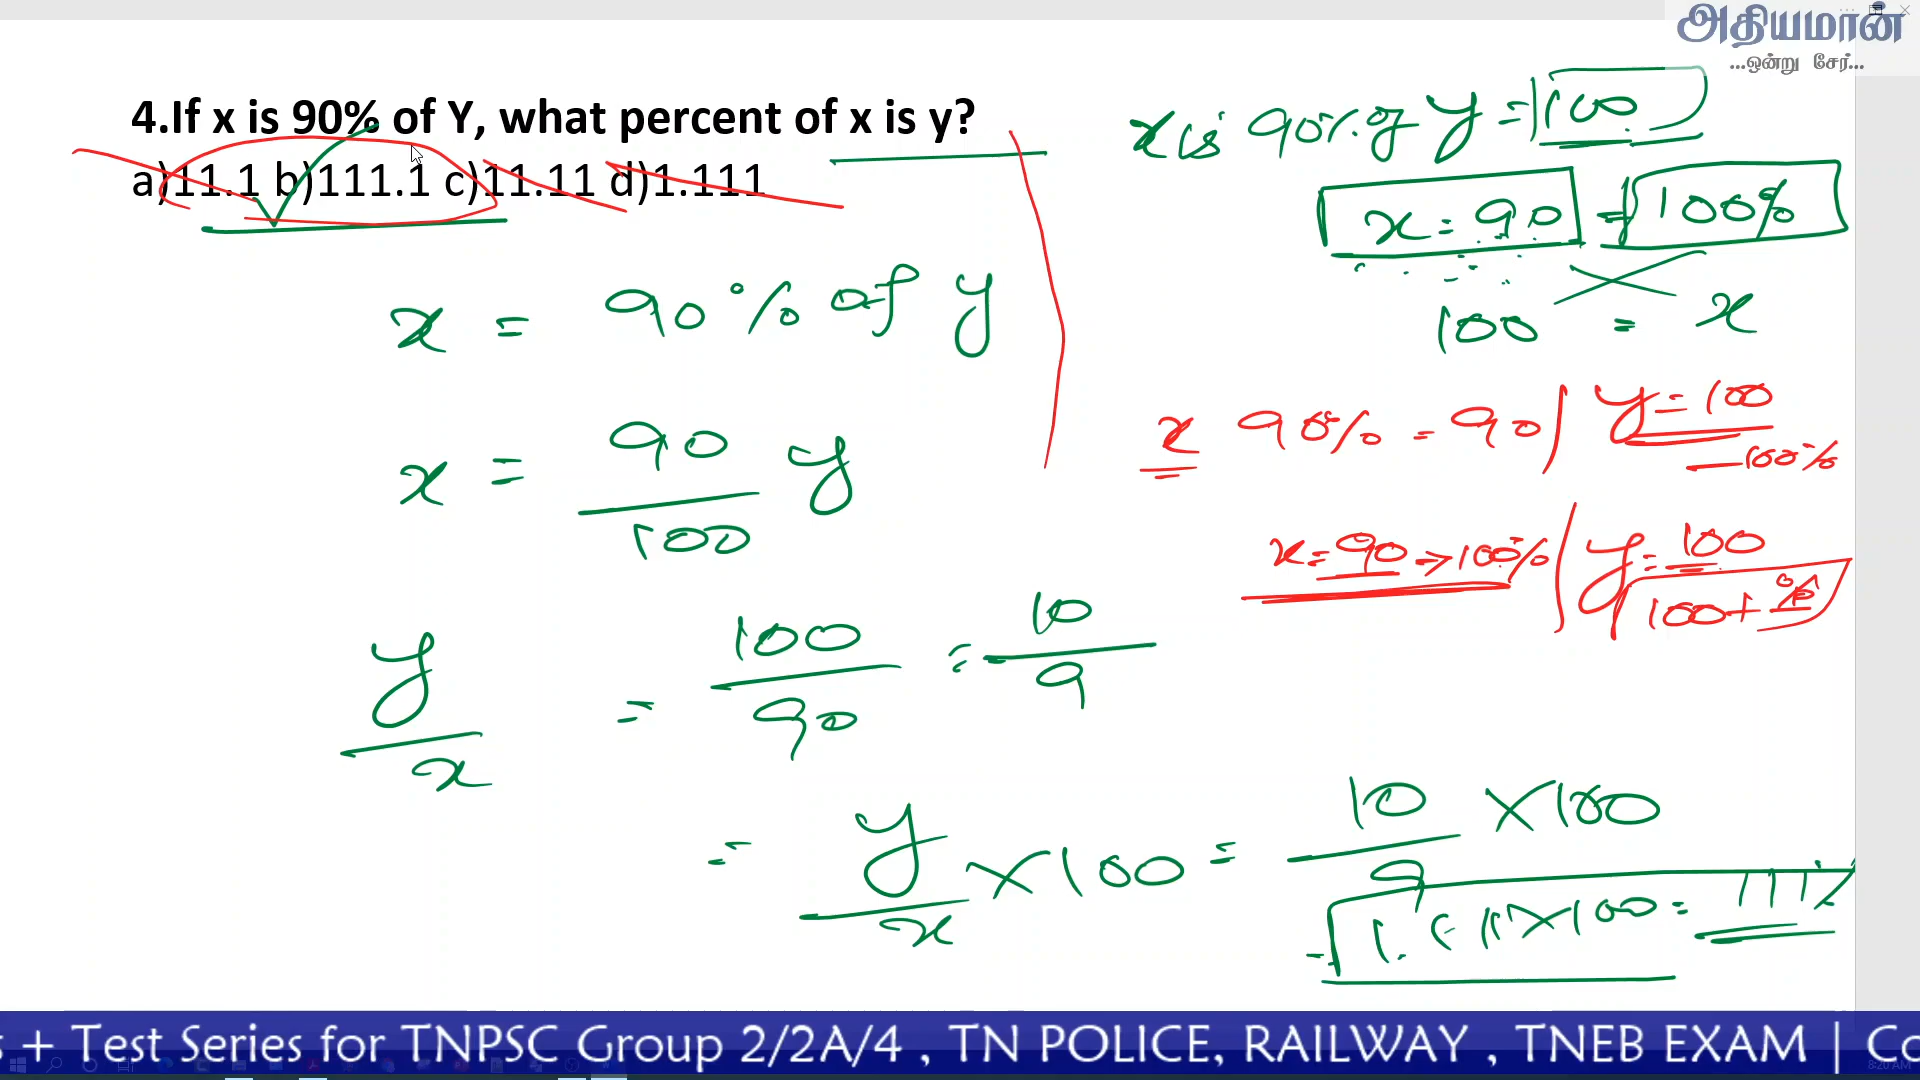 அதியமான்
...ஒன்று சேர்...
4.If x is 90% of Y, what percent of x is y?
a)11.1 b)111.1 c)11.11 d)1.111
x is 90% of y = 100
x = 90 = 100%
100 = x
x = 90% of y
x 90% = 90 | y = 100
100%
x = 90/100 y
x = 90 → 100% | y = 100
100 +
y/x = 100/90 = 10/9
= y/x × 100 = 10/9 × 100
s + Test Series for TNPSC Group 2/2A/4 , TN POLICE, RAILWAY , TNEB EXAM | Co
8:20 AM